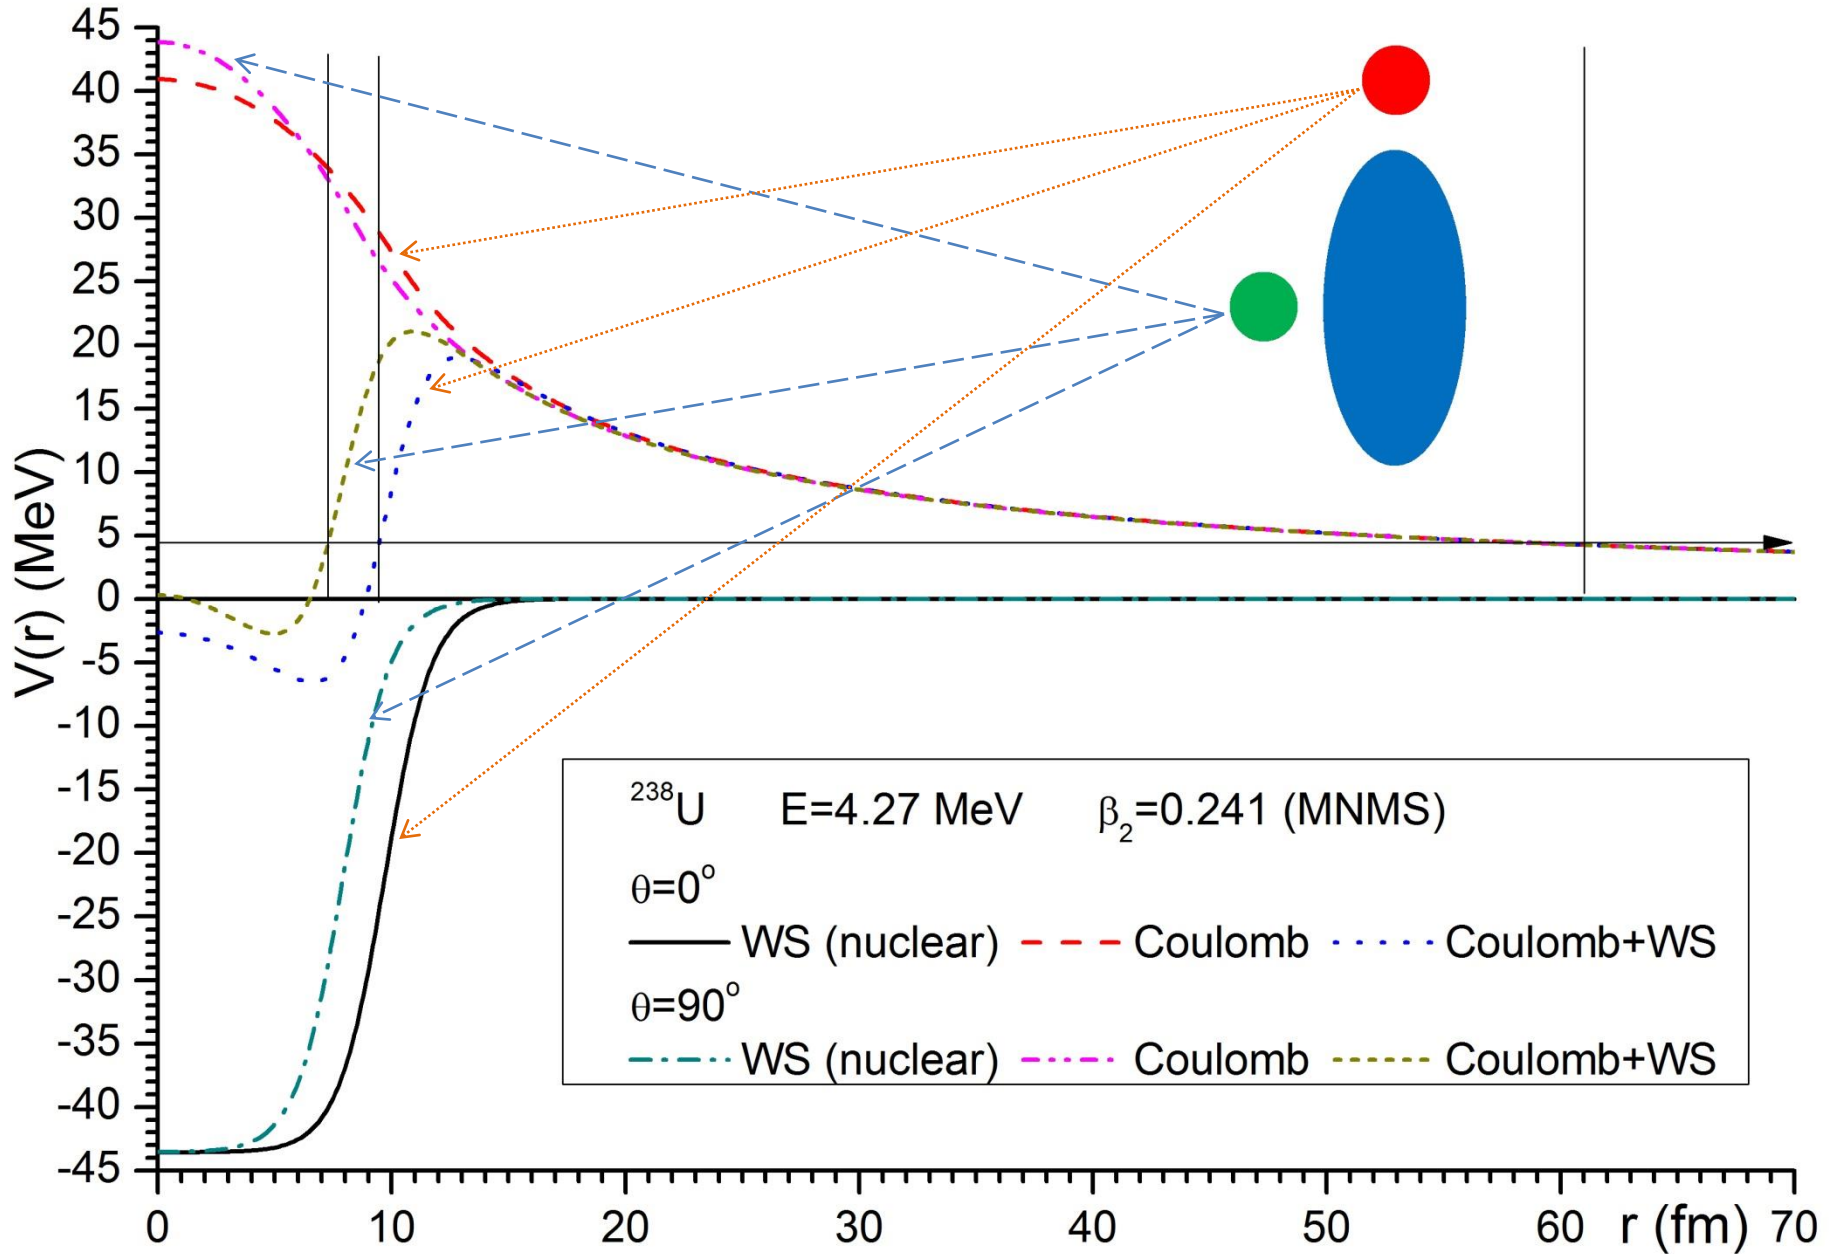 45
40
35
30
25
20
15
10
5
0
-5
-10
-15
-20
-25
-30
-35
-40
-45
V(r) (MeV)
²³⁸U E=4.27 MeV β₂=0.241 (MNMS)
θ=0°
WS (nuclear) Coulomb Coulomb+WS
θ=90°
WS (nuclear) Coulomb Coulomb+WS
0 10 20 30 40 50 60 r (fm) 70